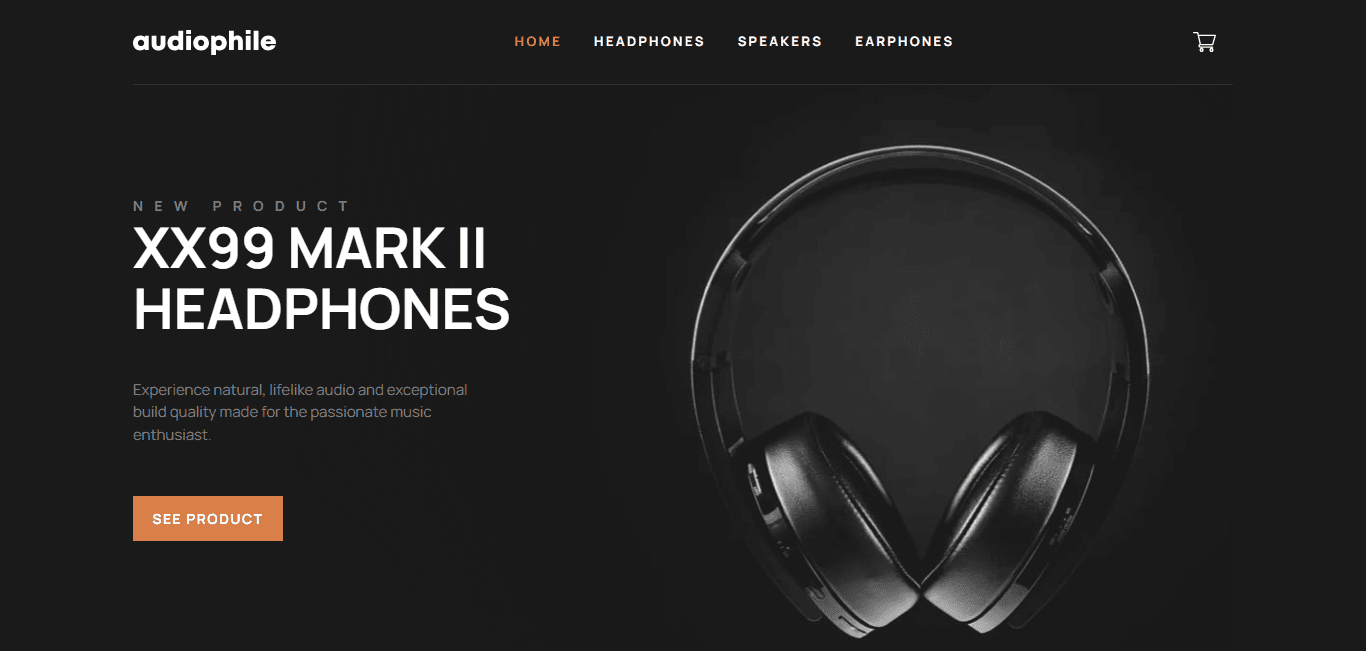 audiophile
HOME HEADPHONES SPEAKERS EARPHONES
NEW PRODUCT
XX99 MARK II
HEADPHONES
Experience natural, lifelike audio and exceptional
build quality made for the passionate music
enthusiast.
SEE PRODUCT